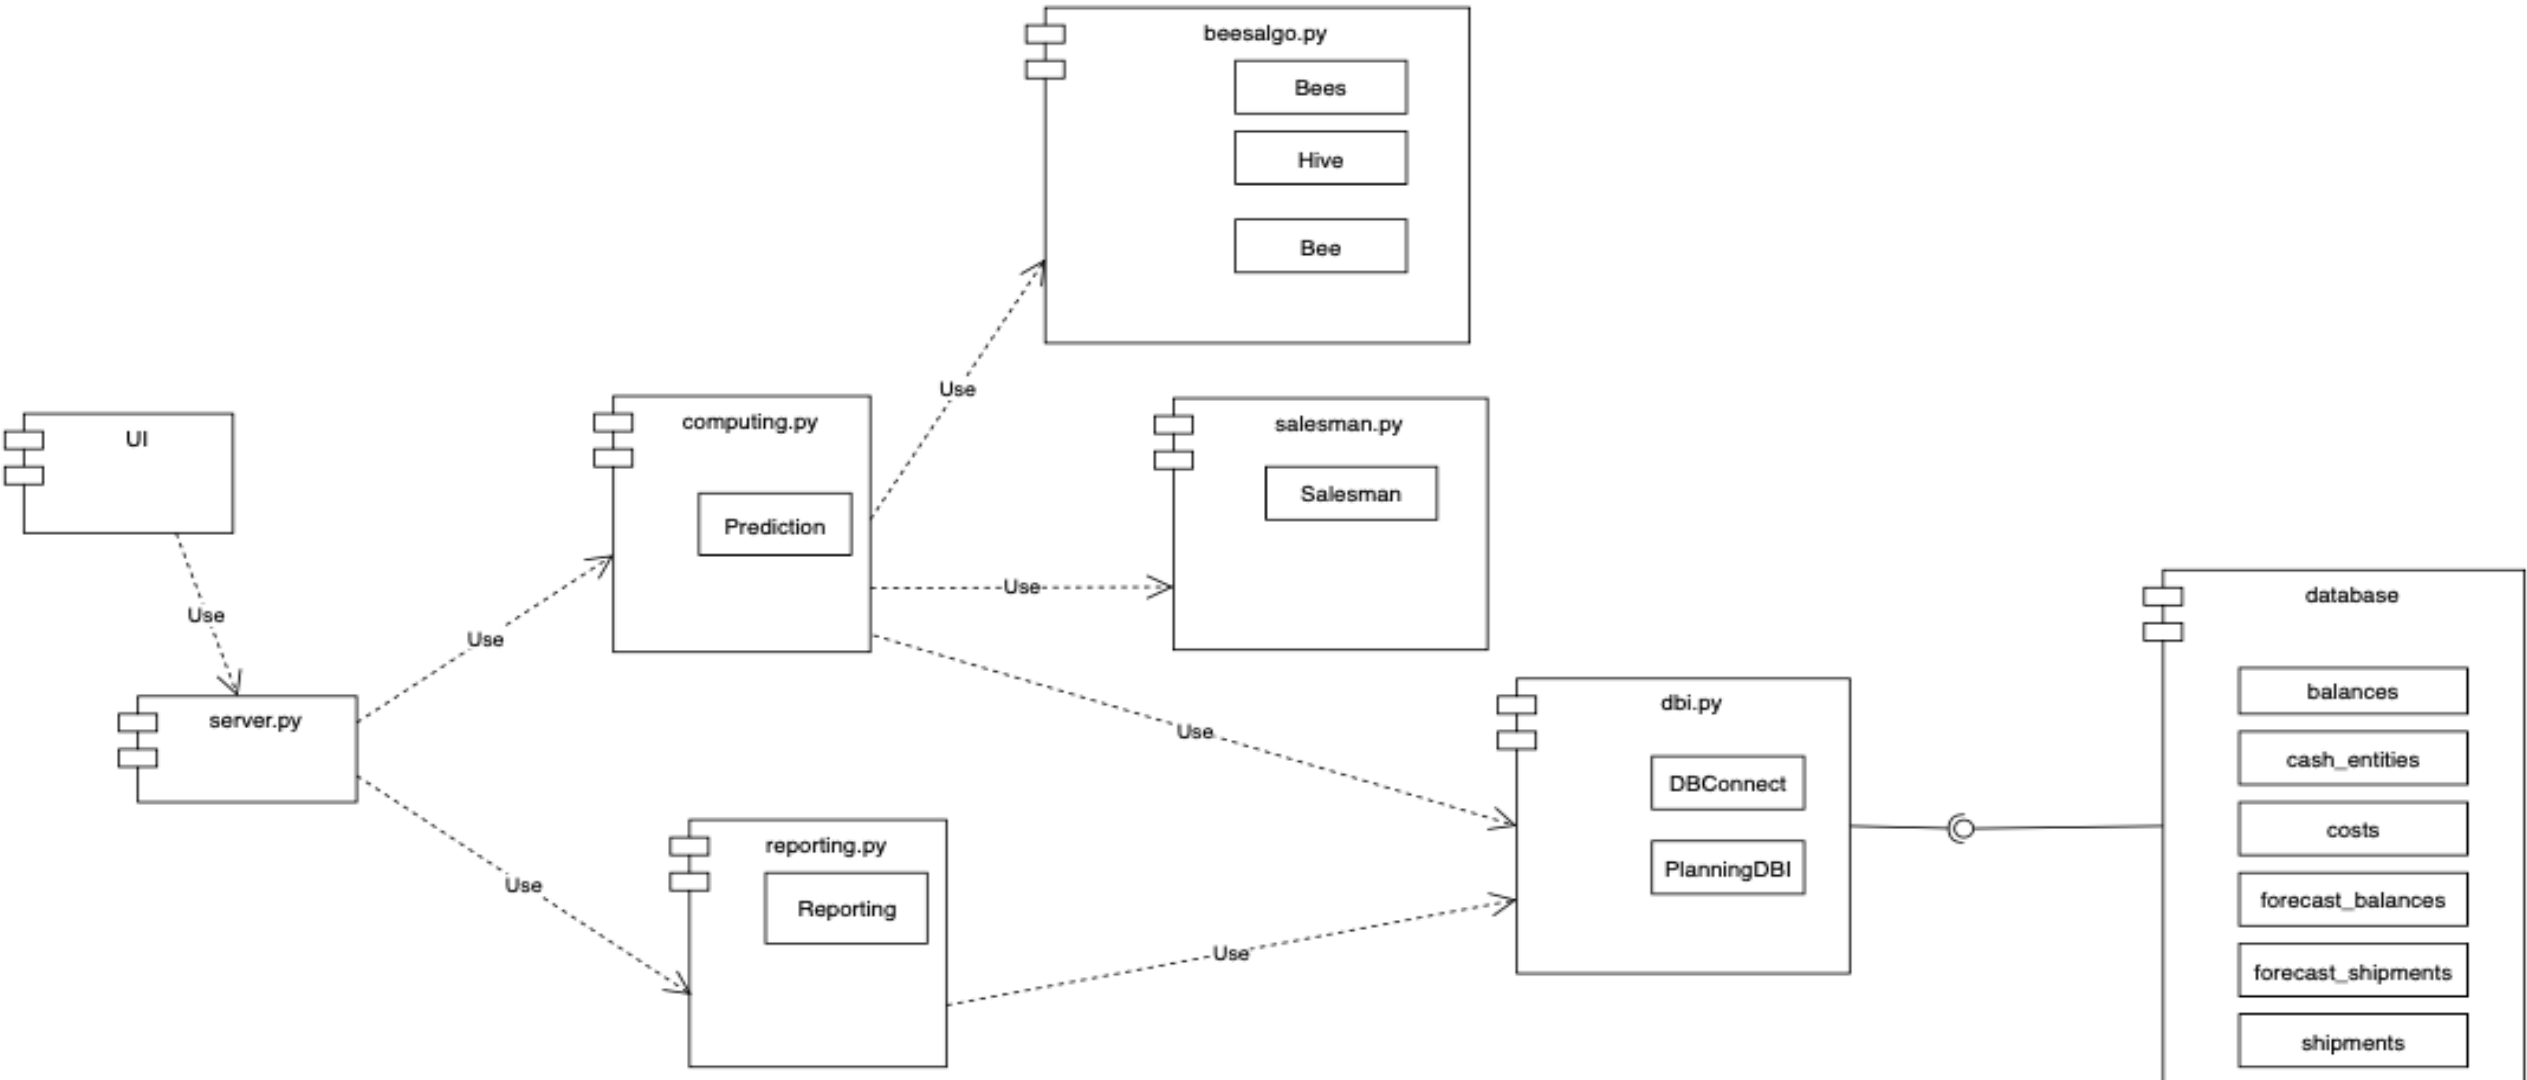 beesalgo.py
Bees
Hive
Bee
Use
UI
computing.py
Prediction
salesman.py
Salesman
Use
Use
Use
server.py
Use
Use
reporting.py
Reporting
Use
dbi.py
DBConnect
PlanningDBI
database
balances
cash_entities
costs
forecast_balances
forecast_shipments
shipments